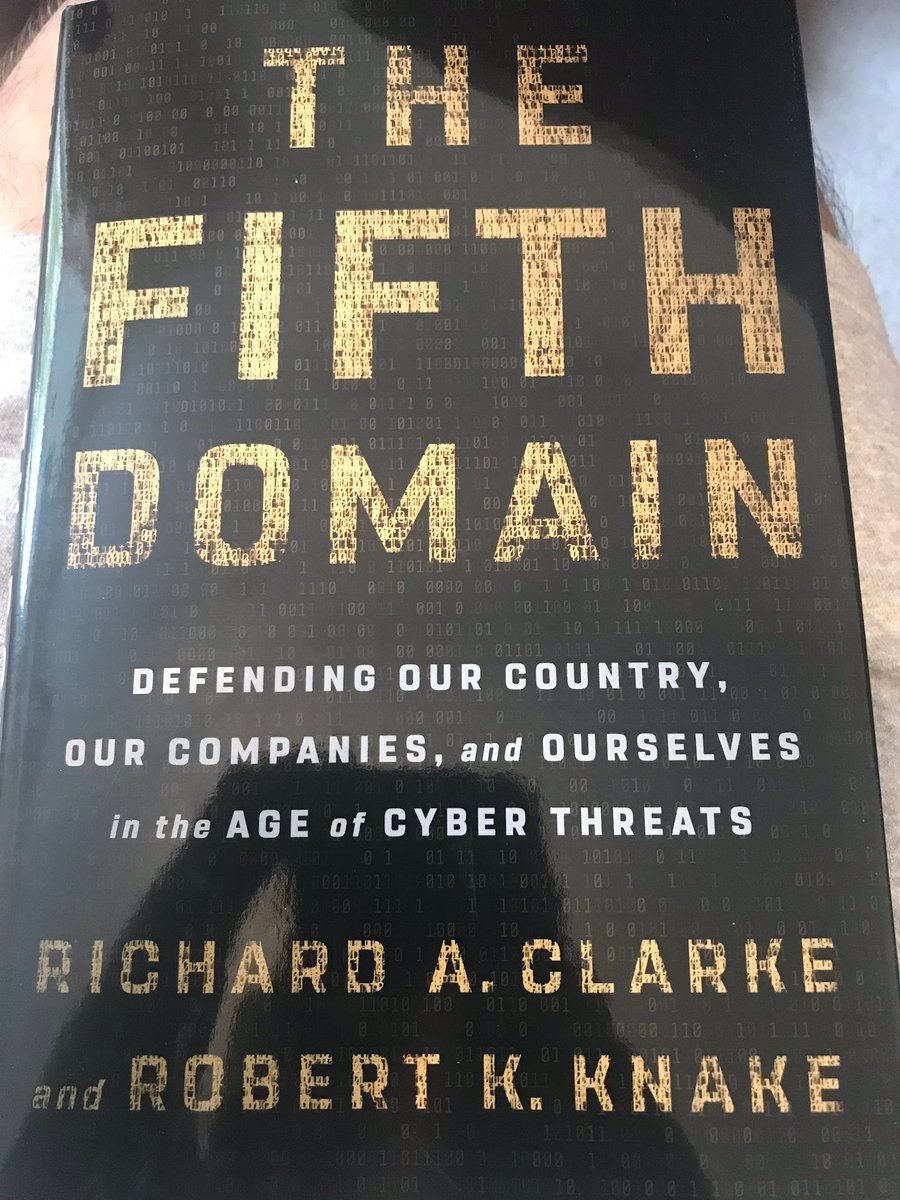 THE
FIFTH
DOMAIN
DEFENDING OUR COUNTRY,
OUR COMPANIES, and OURSELVES
in the AGE of CYBER THREATS
RICHARD A. CLARKE
and ROBERT K. KNAKE